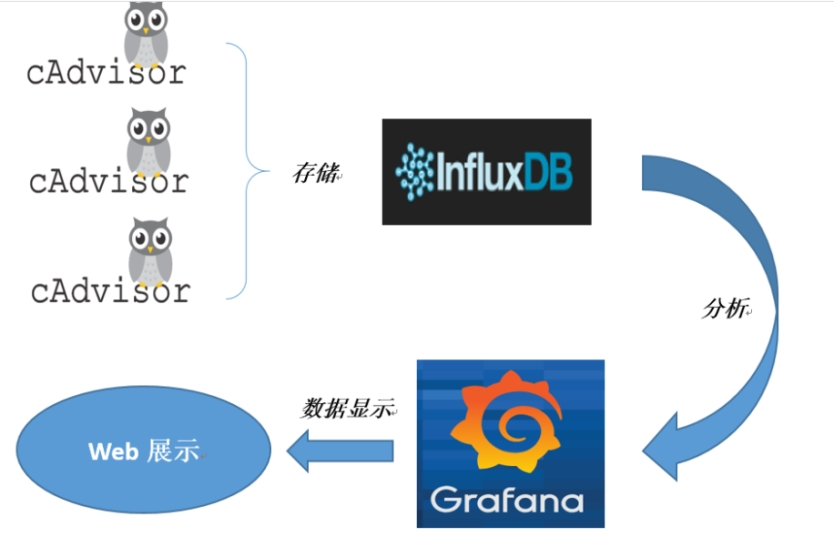 cAdvisor
cAdvisor
cAdvisor
存储
InfluxDB
分析
Grafana
数据显示
Web 展示